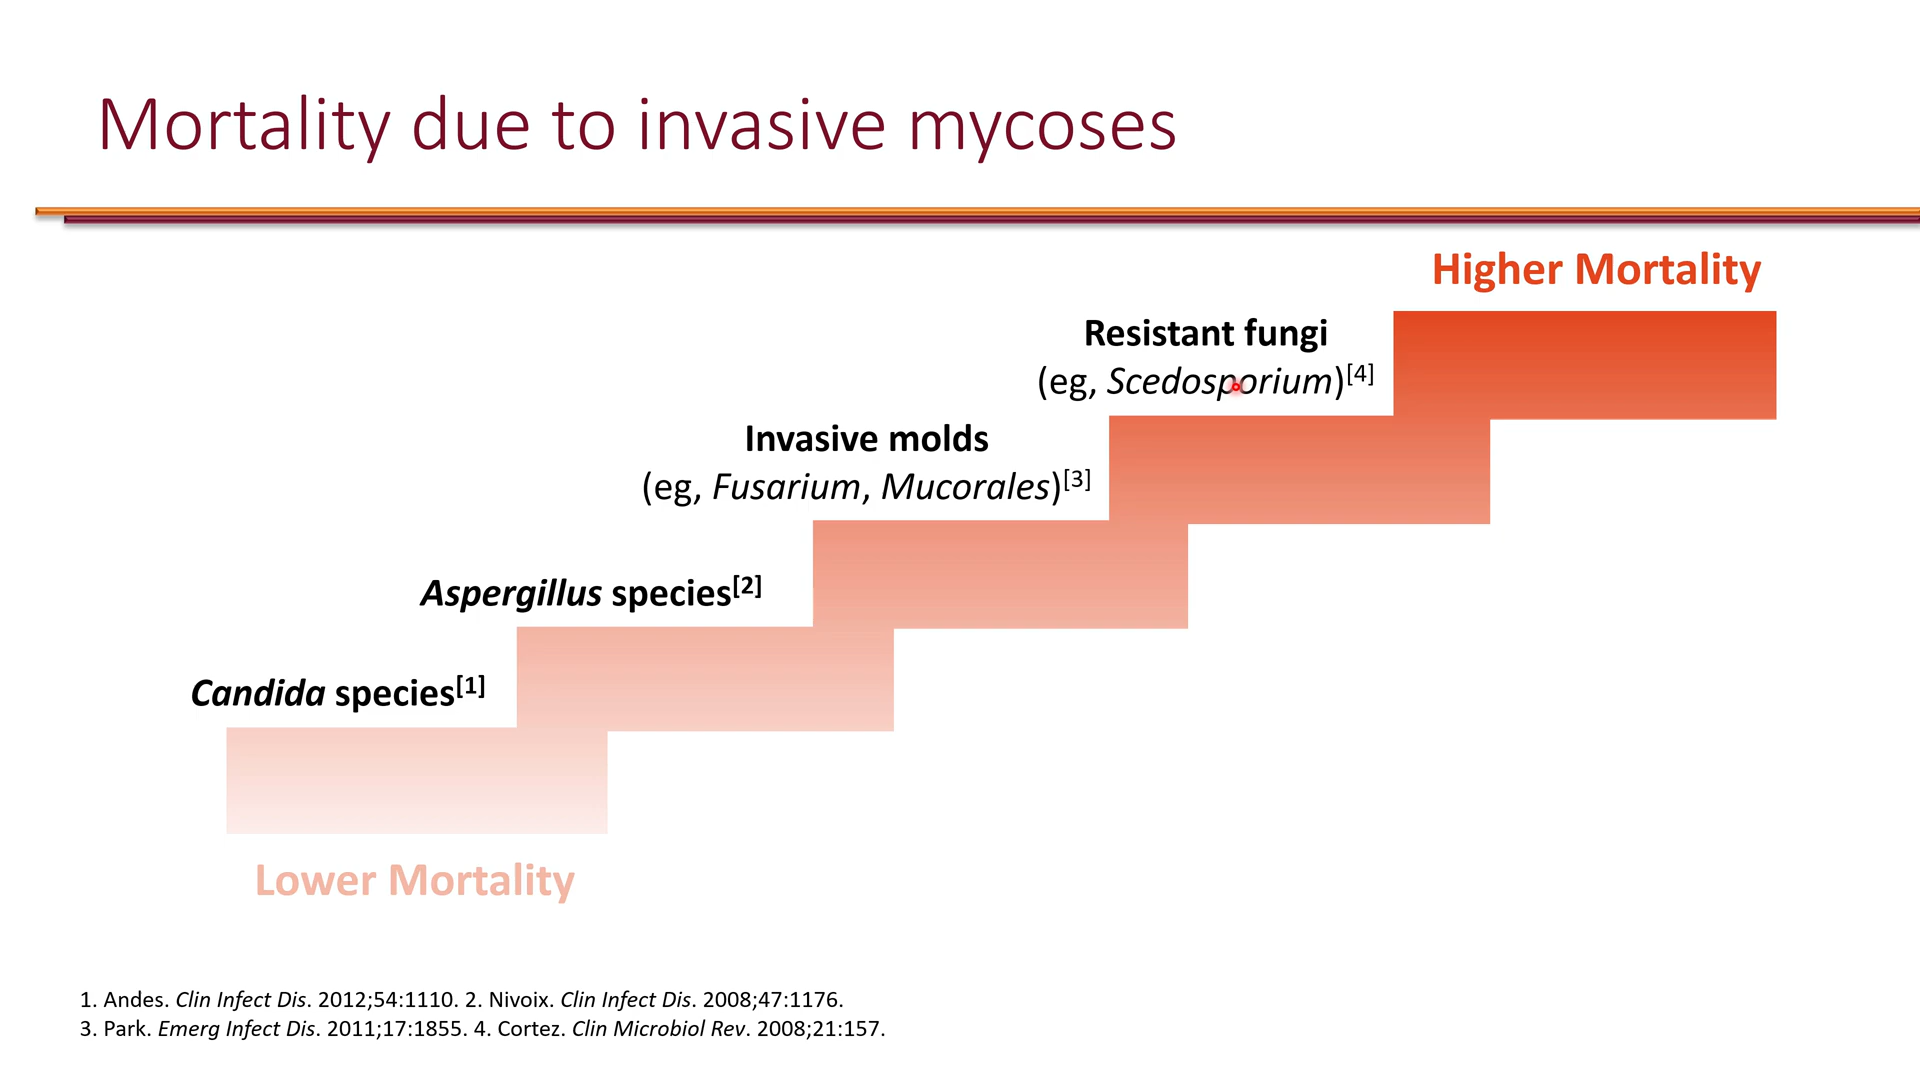 Mortality due to invasive mycoses
Higher Mortality
Resistant fungi
(eg, Scedosporium)[4]
Invasive molds
(eg, Fusarium, Mucorales)[3]
Aspergillus species[2]
Candida species[1]
Lower Mortality
1. Andes. Clin Infect Dis. 2012;54:1110. 2. Nivoix. Clin Infect Dis. 2008;47:1176.
3. Park. Emerg Infect Dis. 2011;17:1855. 4. Cortez. Clin Microbiol Rev. 2008;21:157.